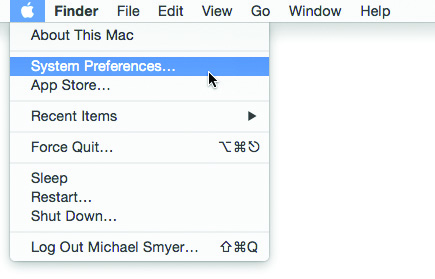 Finder File Edit View Go Window Help
About This Mac
System Preferences...
App Store...
Recent Items ▶
Force Quit... ⌥⌘⎋
Sleep
Restart...
Shut Down...
Log Out Michael Smyer... ⇧⌘Q